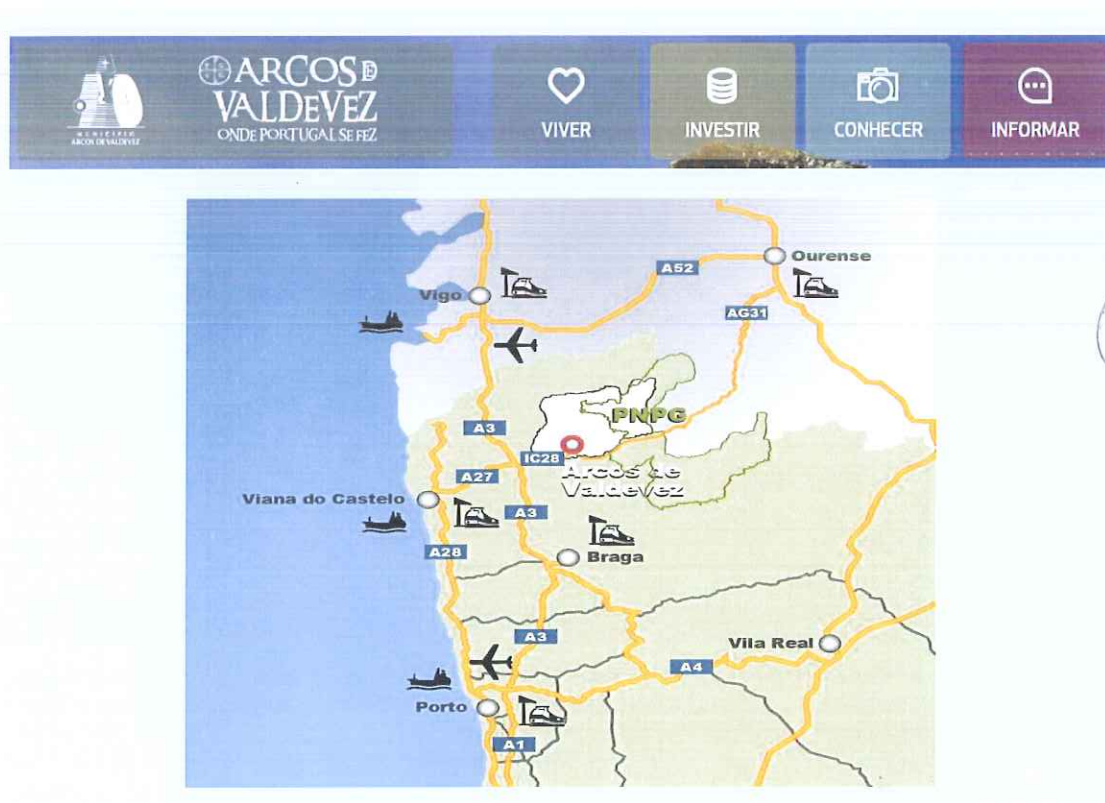 MUNICÍPIO
ARCOS DE VALDEVEZ
ARCOS DE
VALDEVEZ
ONDE PORTUGAL SE FEZ
VIVER
INVESTIR
CONHECER
INFORMAR
Ourense
A52
Vigo
AG31
PNPG
A3
IC28
Arcos de
Valdevez
A27
Viana do Castelo
A3
A28
Braga
A3
Vila Real
A4
Porto
A1